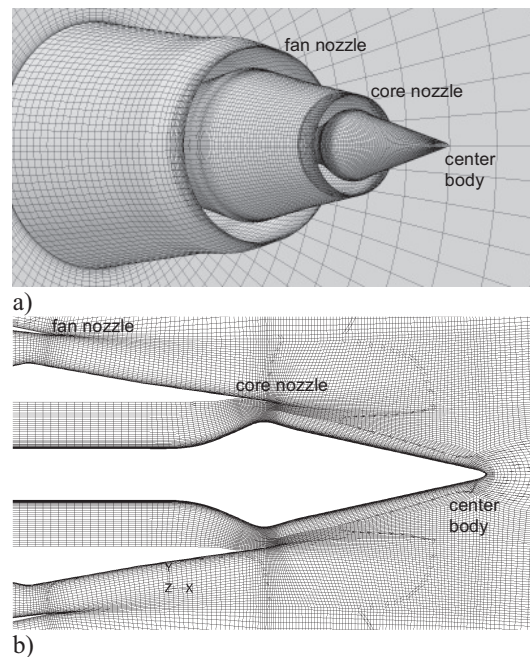 fan nozzle
core nozzle
center
body
a)
fan nozzle
core nozzle
center
body
Y
Z
X
b)